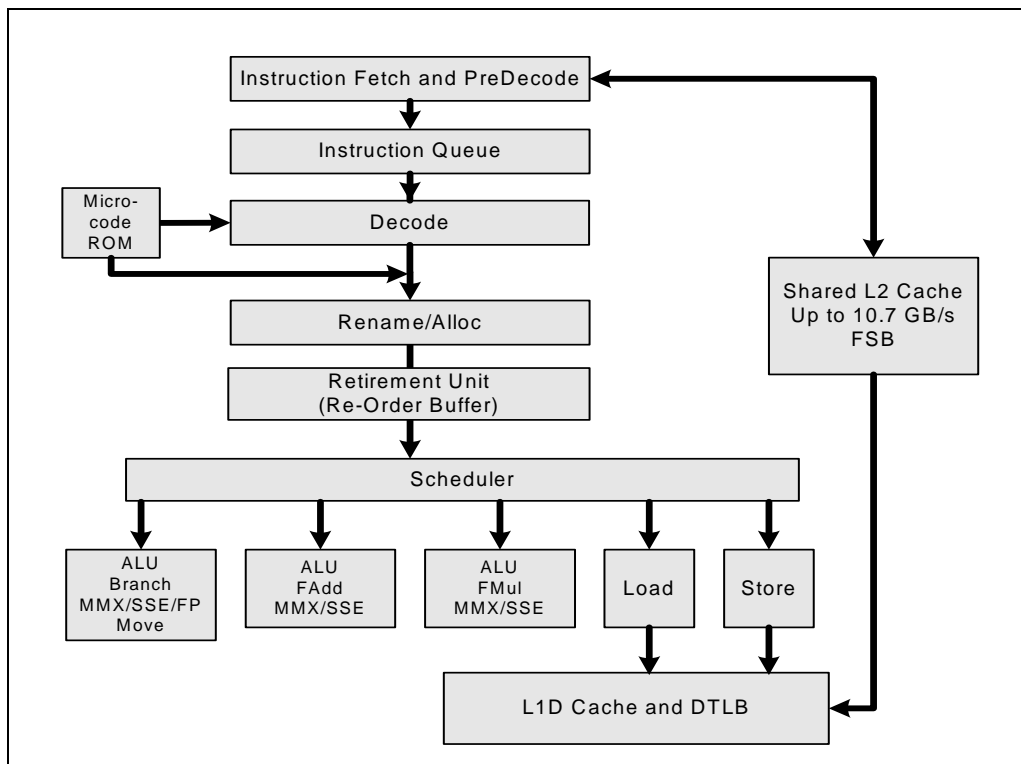 Instruction Fetch and PreDecode
Instruction Queue
Micro-
code
ROM
Decode
Shared L2 Cache
Up to 10.7 GB/s
FSB
Rename/Alloc
Retirement Unit
(Re-Order Buffer)
Scheduler
ALU
Branch
MMX/SSE/FP
Move
ALU
FAdd
MMX/SSE
ALU
FMul
MMX/SSE
Load
Store
L1D Cache and DTLB